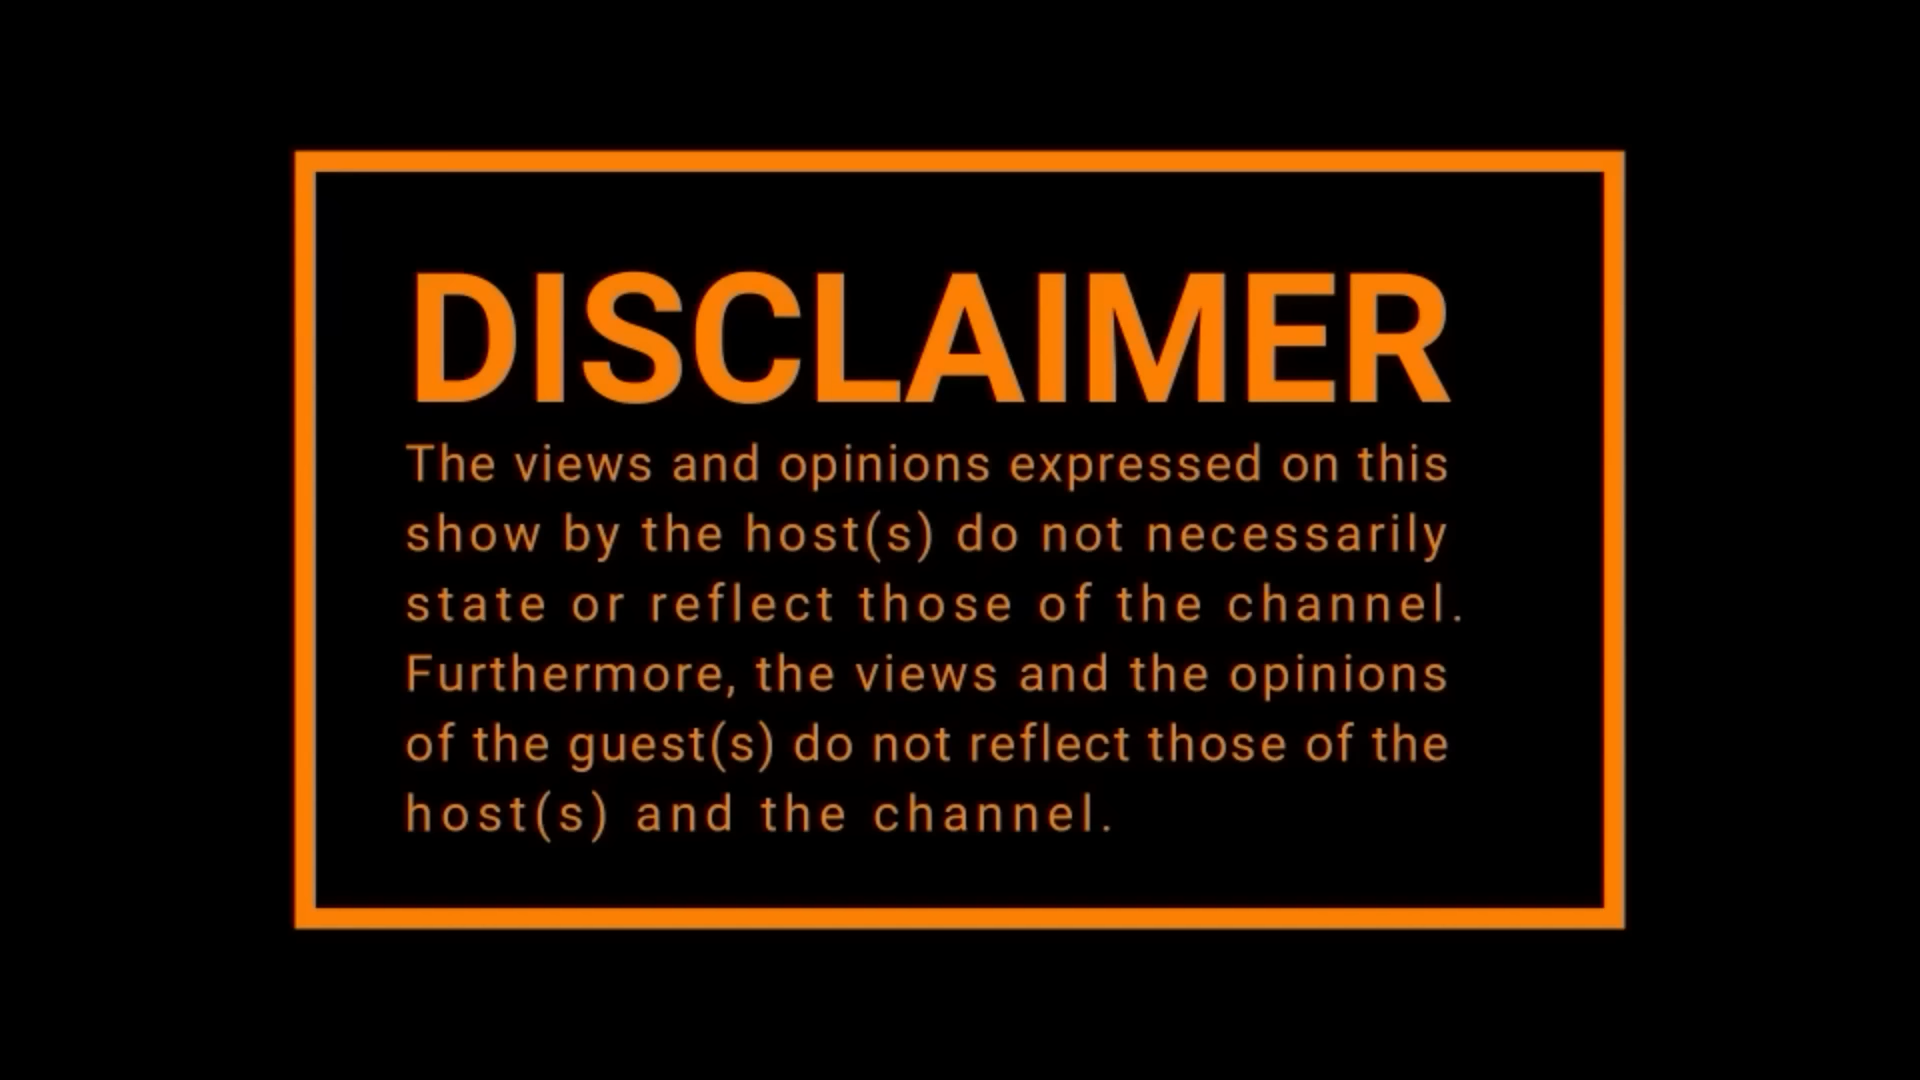 DISCLAIMER
The views and opinions expressed on this
show by the host(s) do not necessarily
state or reflect those of the channel.
Furthermore, the views and the opinions
of the guest(s) do not reflect those of the
host(s) and the channel.